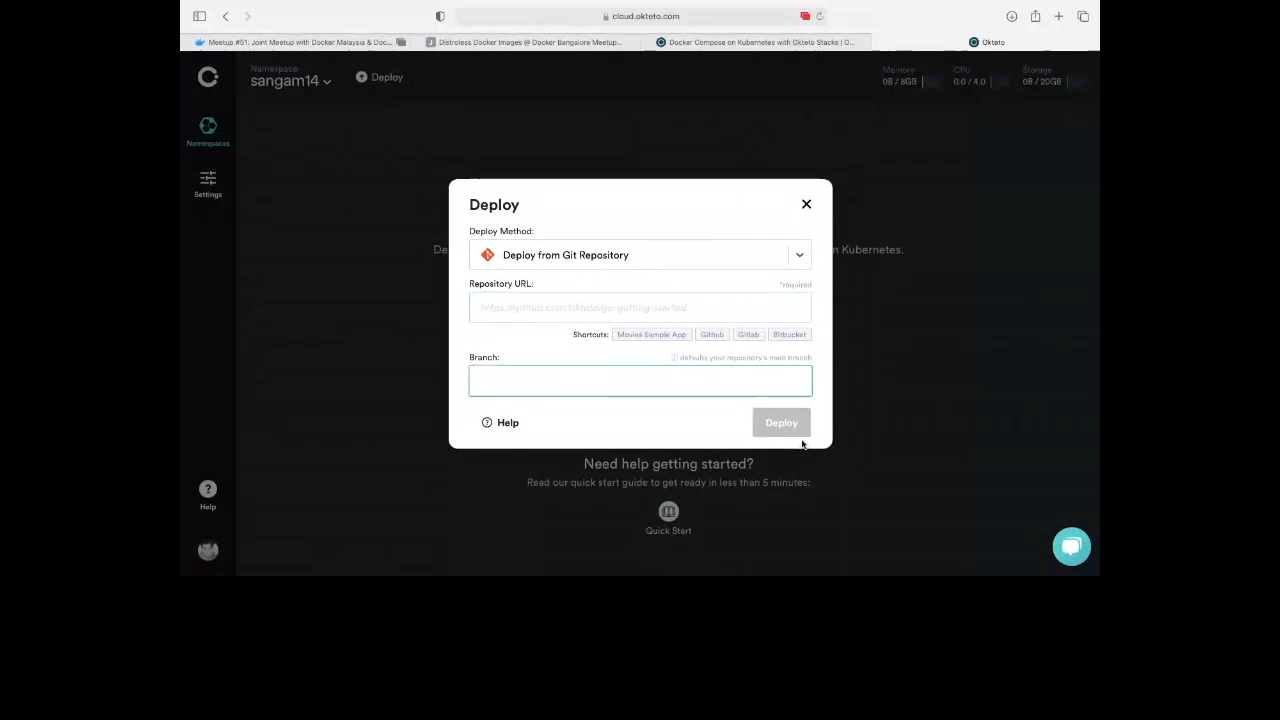 cloud.okteto.com
Meetup #51: Joint Meetup with Docker Malaysia & Doc...
Distroless Docker Images @ Docker Bangalore Meetup...
Docker Compose on Kubernetes with Okteto Stacks | O...
Okteto
Namespace
sangam14
Deploy
Memory
0B / 8GB
CPU
0.0 / 4.0
Storage
0B / 20GB
Namespaces
Settings
De
n Kubernetes.
Deploy
Deploy Method:
Deploy from Git Repository
Repository URL:
*required
https://github.com/okteto/go-getting-started
Shortcuts:
Movies Sample App
Github
Gitlab
Bitbucket
Branch:
defaults your repository's main branch
Help
Deploy
Need help getting started?
Read our quick start guide to get ready in less than 5 minutes:
Quick Start
Help